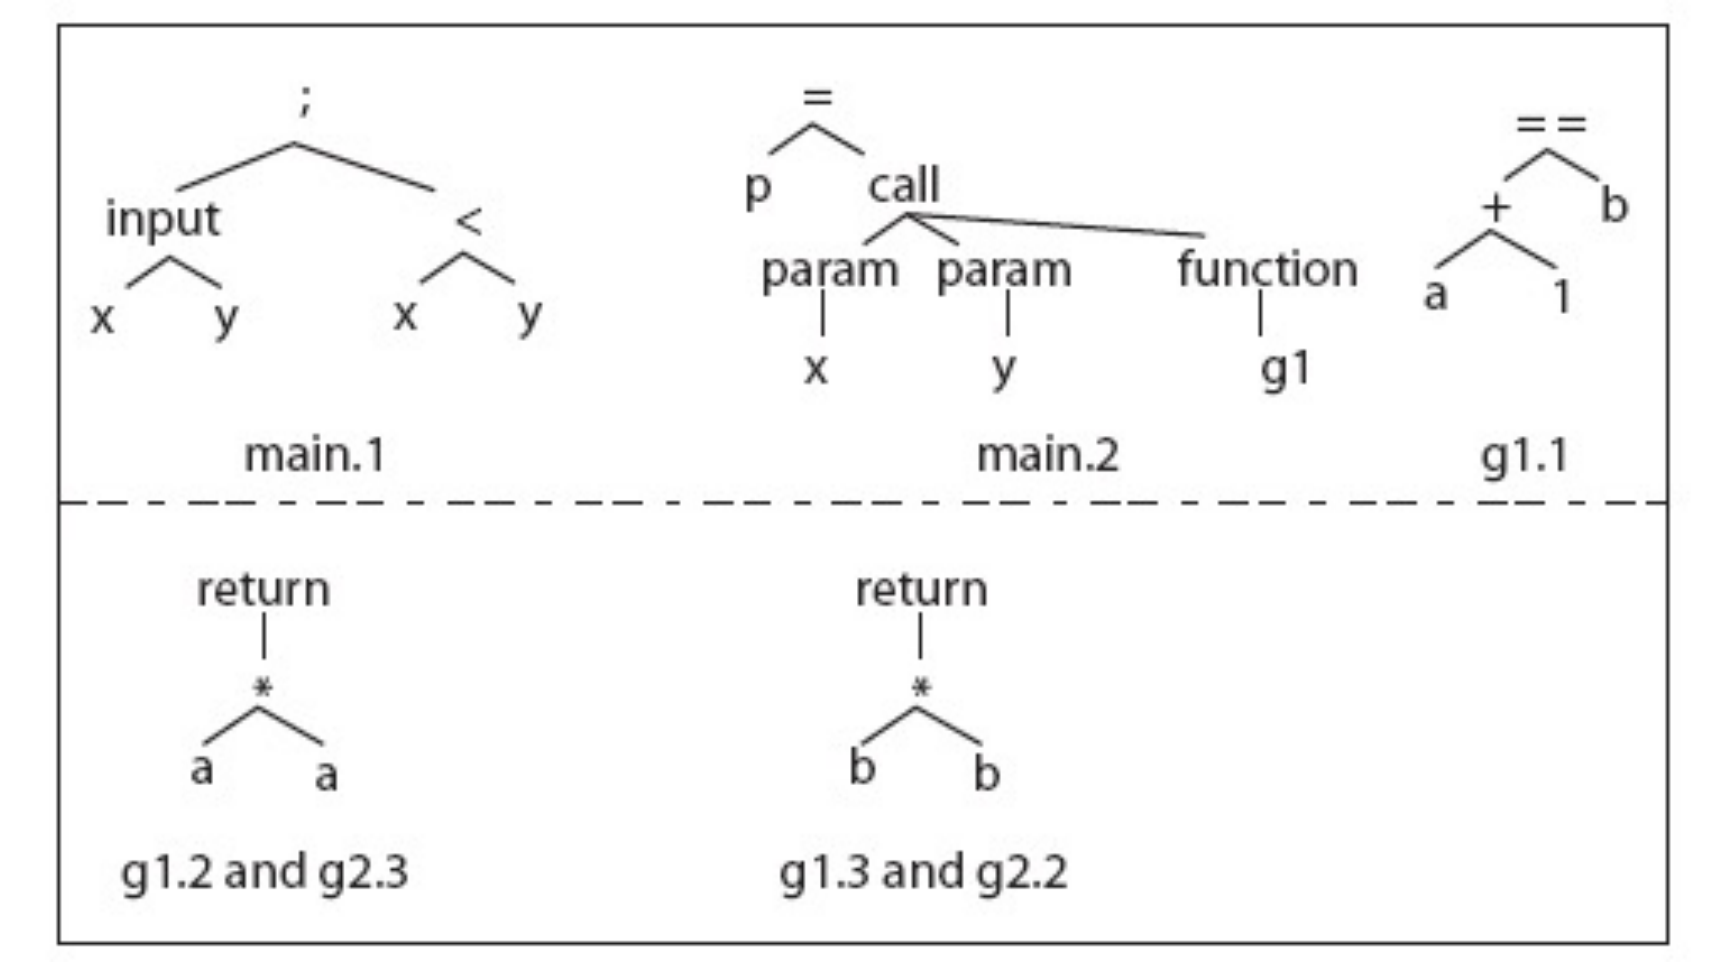 ;
=
= =
input
<
p
call
+
b
x
y
x
y
param
param
function
a
1
x
y
g1
main.1
main.2
g1.1
return
return
*
*
a
a
b
b
g1.2 and g2.3
g1.3 and g2.2